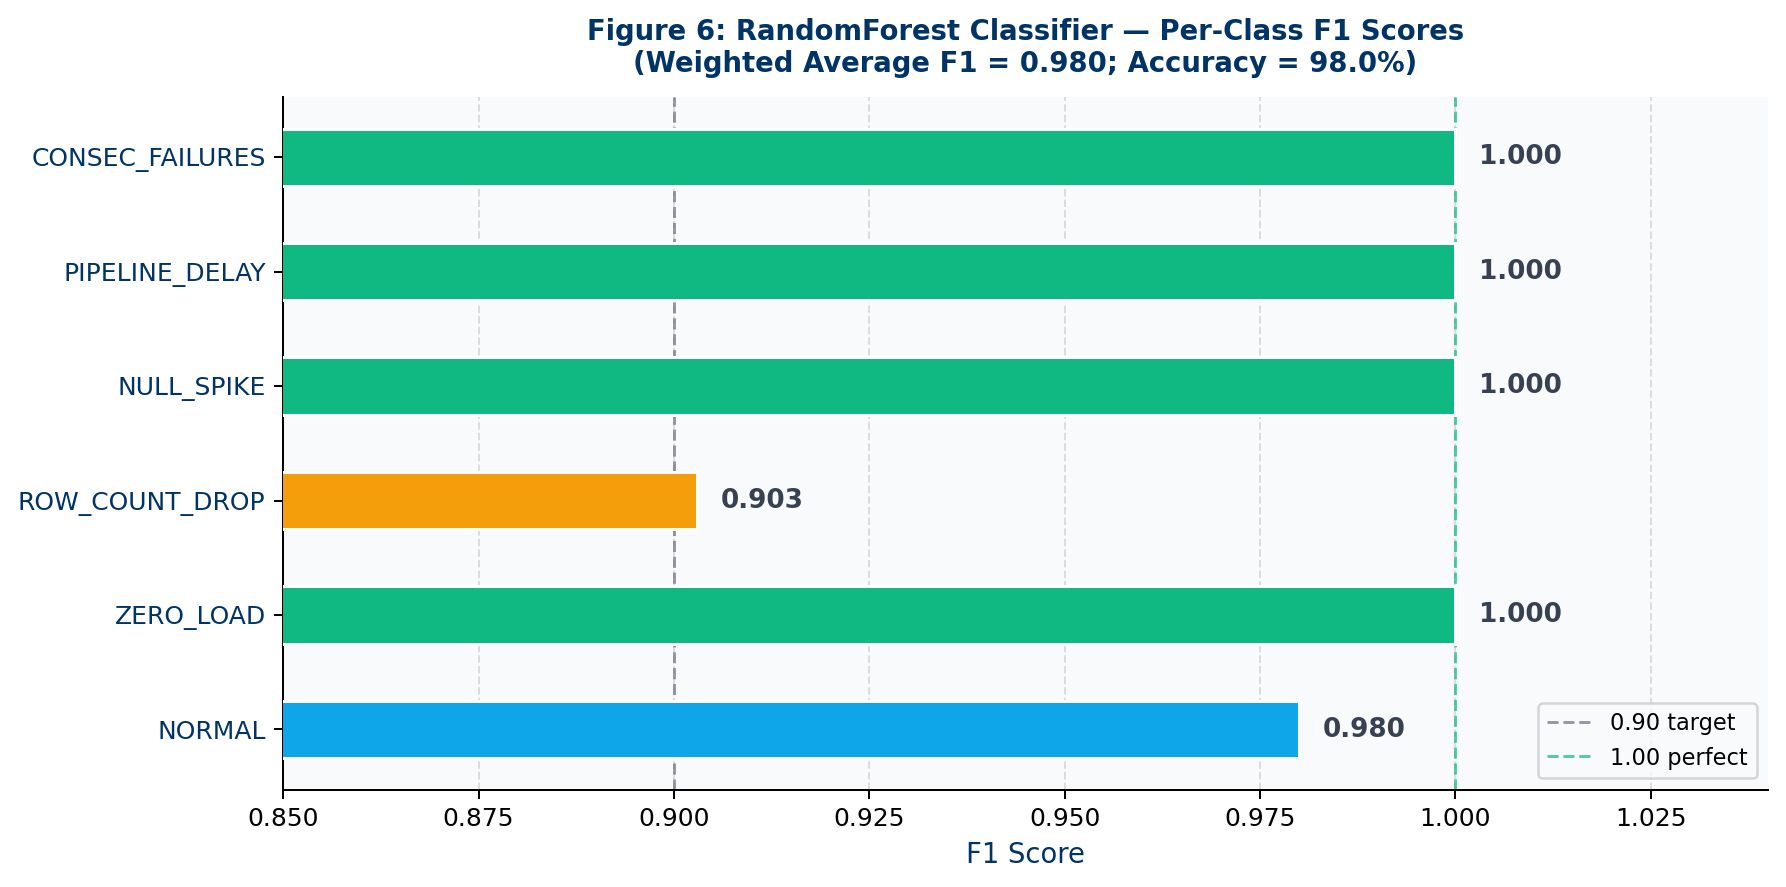 Figure 6: RandomForest Classifier — Per-Class F1 Scores
(Weighted Average F1 = 0.980; Accuracy = 98.0%)
CONSEC_FAILURES 1.000
PIPELINE_DELAY 1.000
NULL_SPIKE 1.000
ROW_COUNT_DROP 0.903
ZERO_LOAD 1.000
NORMAL 0.980
0.90 target
1.00 perfect
0.850 0.875 0.900 0.925 0.950 0.975 1.000 1.025
F1 Score